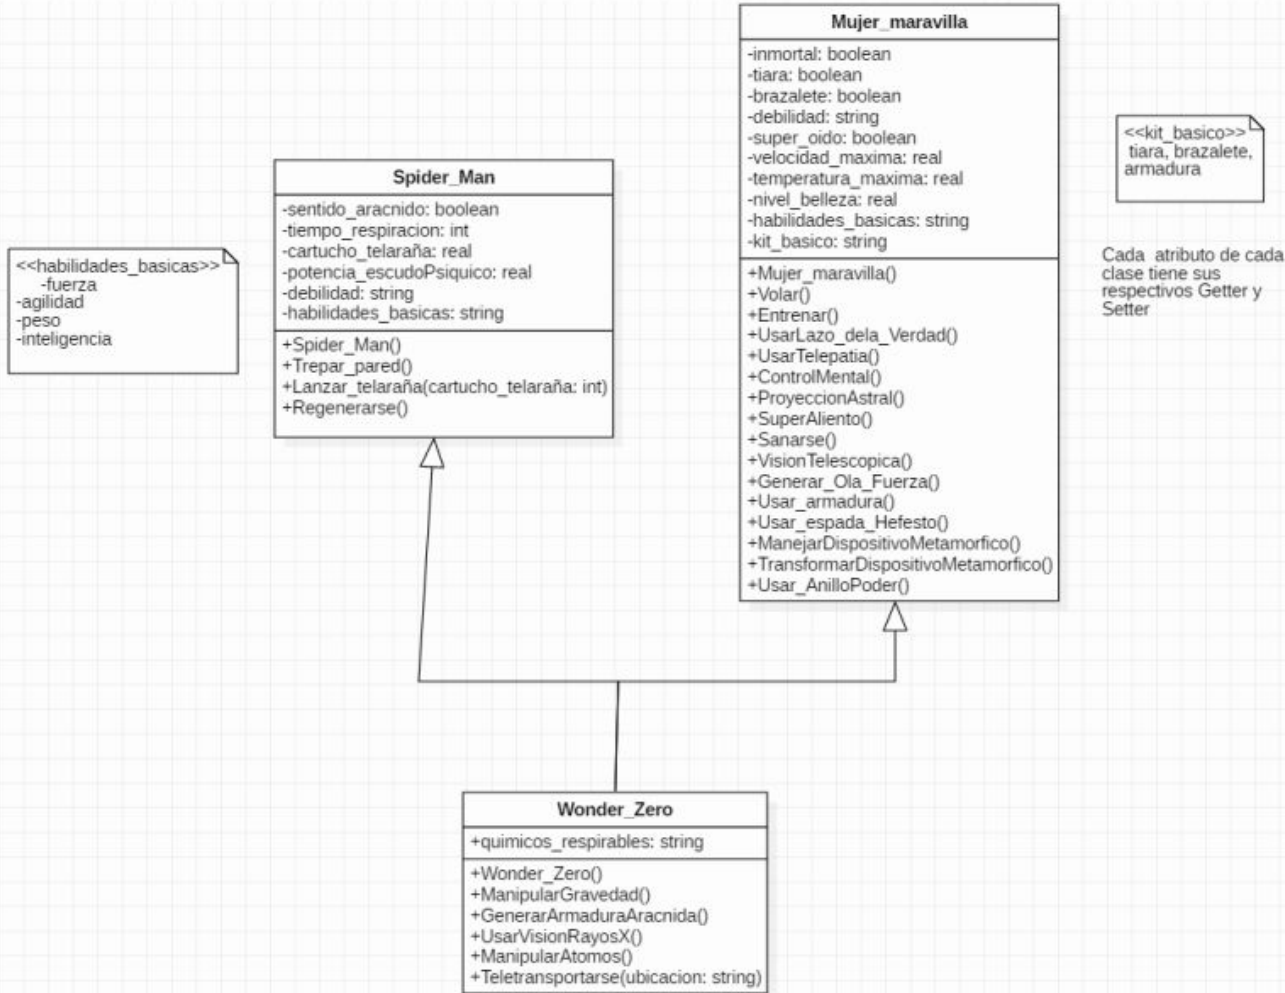 <<habilidades_basicas>>
-fuerza
-agilidad
-peso
-inteligencia
Spider_Man
-sentido_aracnido: boolean
-tiempo_respiracion: int
-cartucho_telaraña: real
-potencia_escudoPsiquico: real
-debilidad: string
-habilidades_basicas: string
+Spider_Man()
+Trepar_pared()
+Lanzar_telaraña(cartucho_telaraña: int)
+Regenerarse()
Mujer_maravilla
-inmortal: boolean
-tiara: boolean
-brazalete: boolean
-debilidad: string
-super_oido: boolean
-velocidad_maxima: real
-temperatura_maxima: real
-nivel_belleza: real
-habilidades_basicas: string
-kit_basico: string
+Mujer_maravilla()
+Volar()
+Entrenar()
+UsarLazo_dela_Verdad()
+UsarTelepatia()
+ControlMental()
+ProyeccionAstral()
+SuperAliento()
+Sanarse()
+VisionTelescopica()
+Generar_Ola_Fuerza()
+Usar_armadura()
+Usar_espada_Hefesto()
+ManejarDispositivoMetamorfico()
+TransformarDispositivoMetamorfico()
+Usar_AnilloPoder()
<<kit_basico>>
tiara, brazalete,
armadura
Cada atributo de cada
clase tiene sus
respectivos Getter y
Setter
Wonder_Zero
+quimicos_respirables: string
+Wonder_Zero()
+ManipularGravedad()
+GenerarArmaduraAracnida()
+UsarVisionRayosX()
+ManipularAtomos()
+Teletransportarse(ubicacion: string)